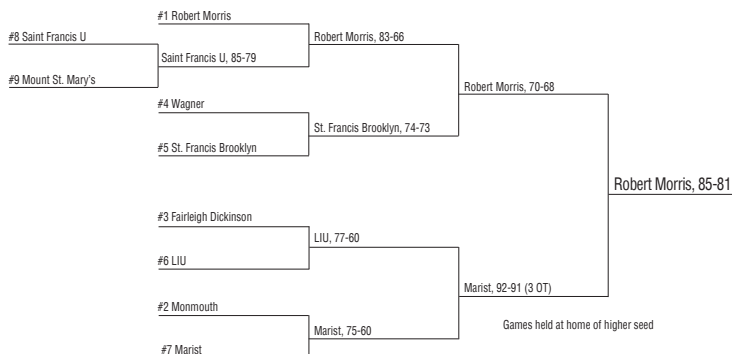 #1 Robert Morris
#8 Saint Francis U
Robert Morris, 83-66
Saint Francis U, 85-79
#9 Mount St. Mary's
Robert Morris, 70-68
#4 Wagner
St. Francis Brooklyn, 74-73
#5 St. Francis Brooklyn
Robert Morris, 85-81
#3 Fairleigh Dickinson
LIU, 77-60
#6 LIU
Marist, 92-91 (3 OT)
#2 Monmouth
Games held at home of higher seed
Marist, 75-60
#7 Marist